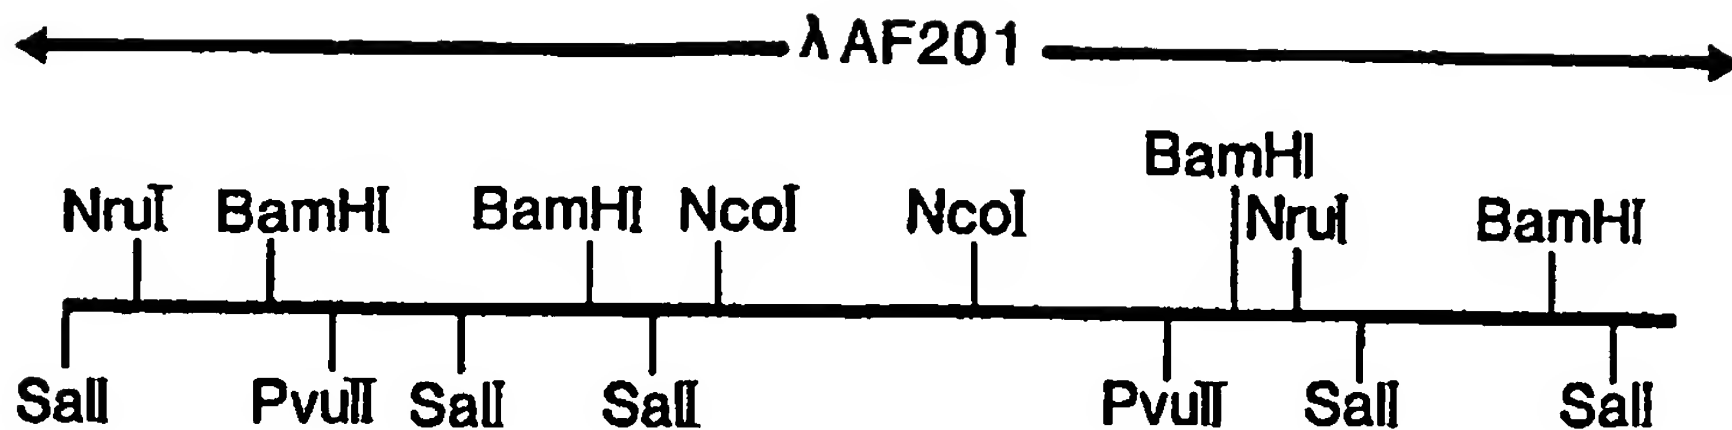 λAF201
BamHI
NruI BamHI BamHI NcoI NcoI NruI BamHI
SalI PvuII SalI SalI PvuII SalI SalI